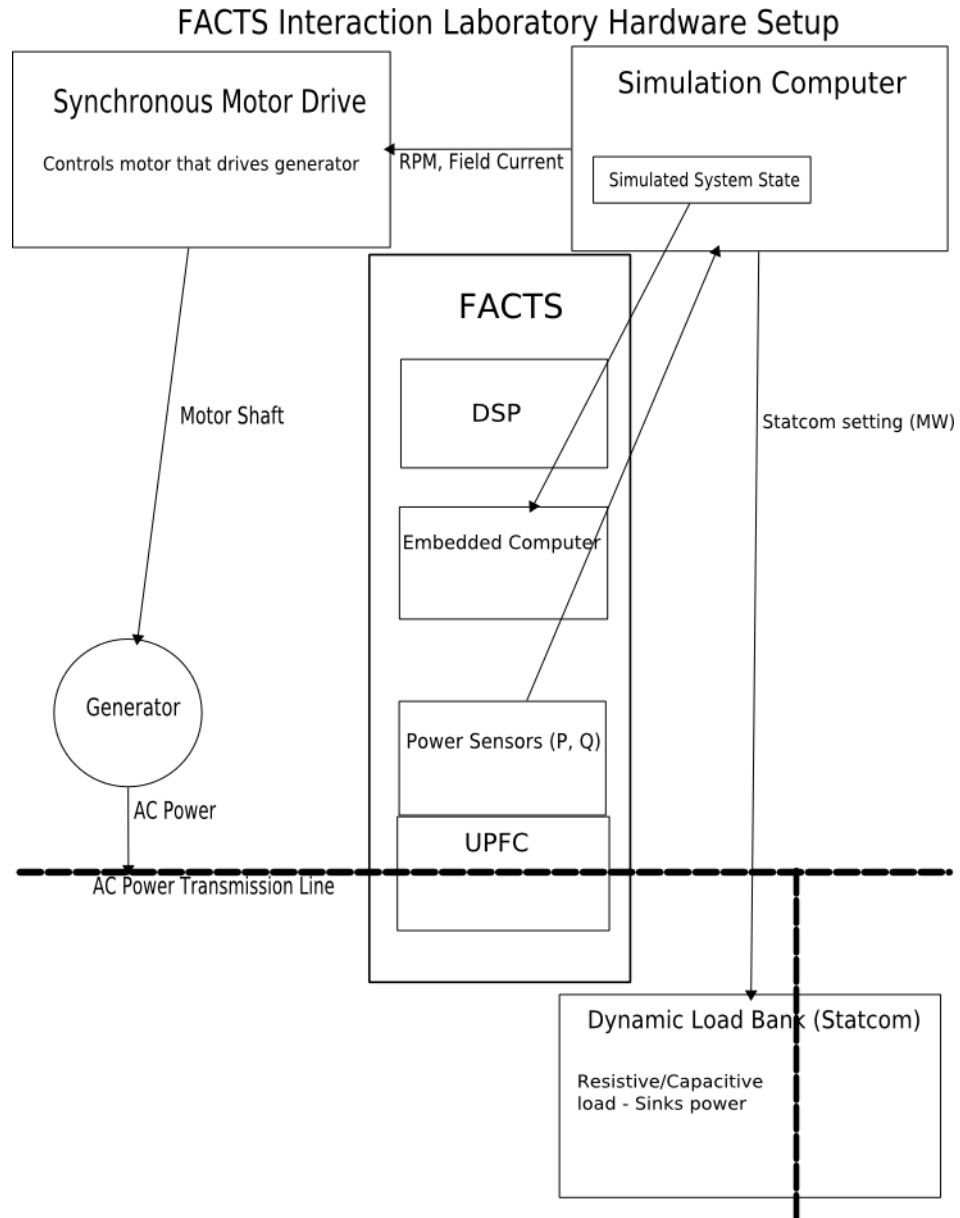 FACTS Interaction Laboratory Hardware Setup
Synchronous Motor Drive
Controls motor that drives generator
RPM, Field Current
Simulation Computer
Simulated System State
FACTS
DSP
Motor Shaft
Statcom setting (MW)
Embedded Computer
Generator
Power Sensors (P, Q)
AC Power
UPFC
AC Power Transmission Line
Dynamic Load Bank (Statcom)
Resistive/Capacitive
load - Sinks power